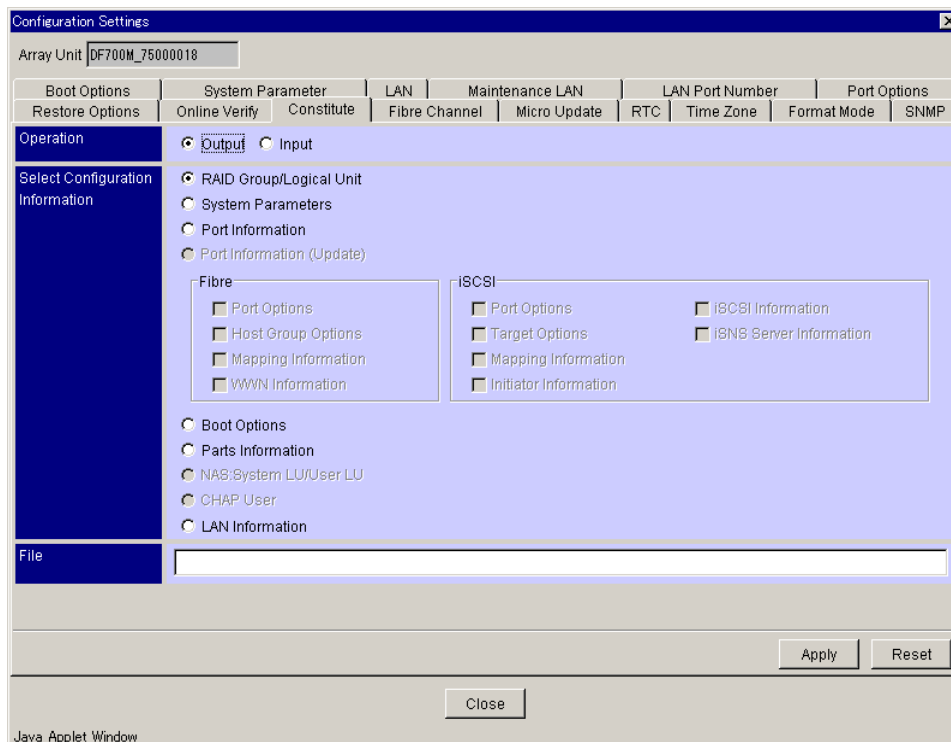 Configuration Settings
Array Unit DF700M_75000018
Boot Options System Parameter LAN Maintenance LAN LAN Port Number Port Options
Restore Options Online Verify Constitute Fibre Channel Micro Update RTC Time Zone Format Mode SNMP
Operation
Output Input
Select Configuration Information
RAID Group/Logical Unit
System Parameters
Port Information
Port Information (Update)
Fibre
Port Options
Host Group Options
Mapping Information
WWN Information
iSCSI
Port Options iSCSI Information
Target Options iSNS Server Information
Mapping Information
Initiator Information
Boot Options
Parts Information
NAS:System LU/User LU
CHAP User
LAN Information
File
Apply Reset
Close
Java Applet Window